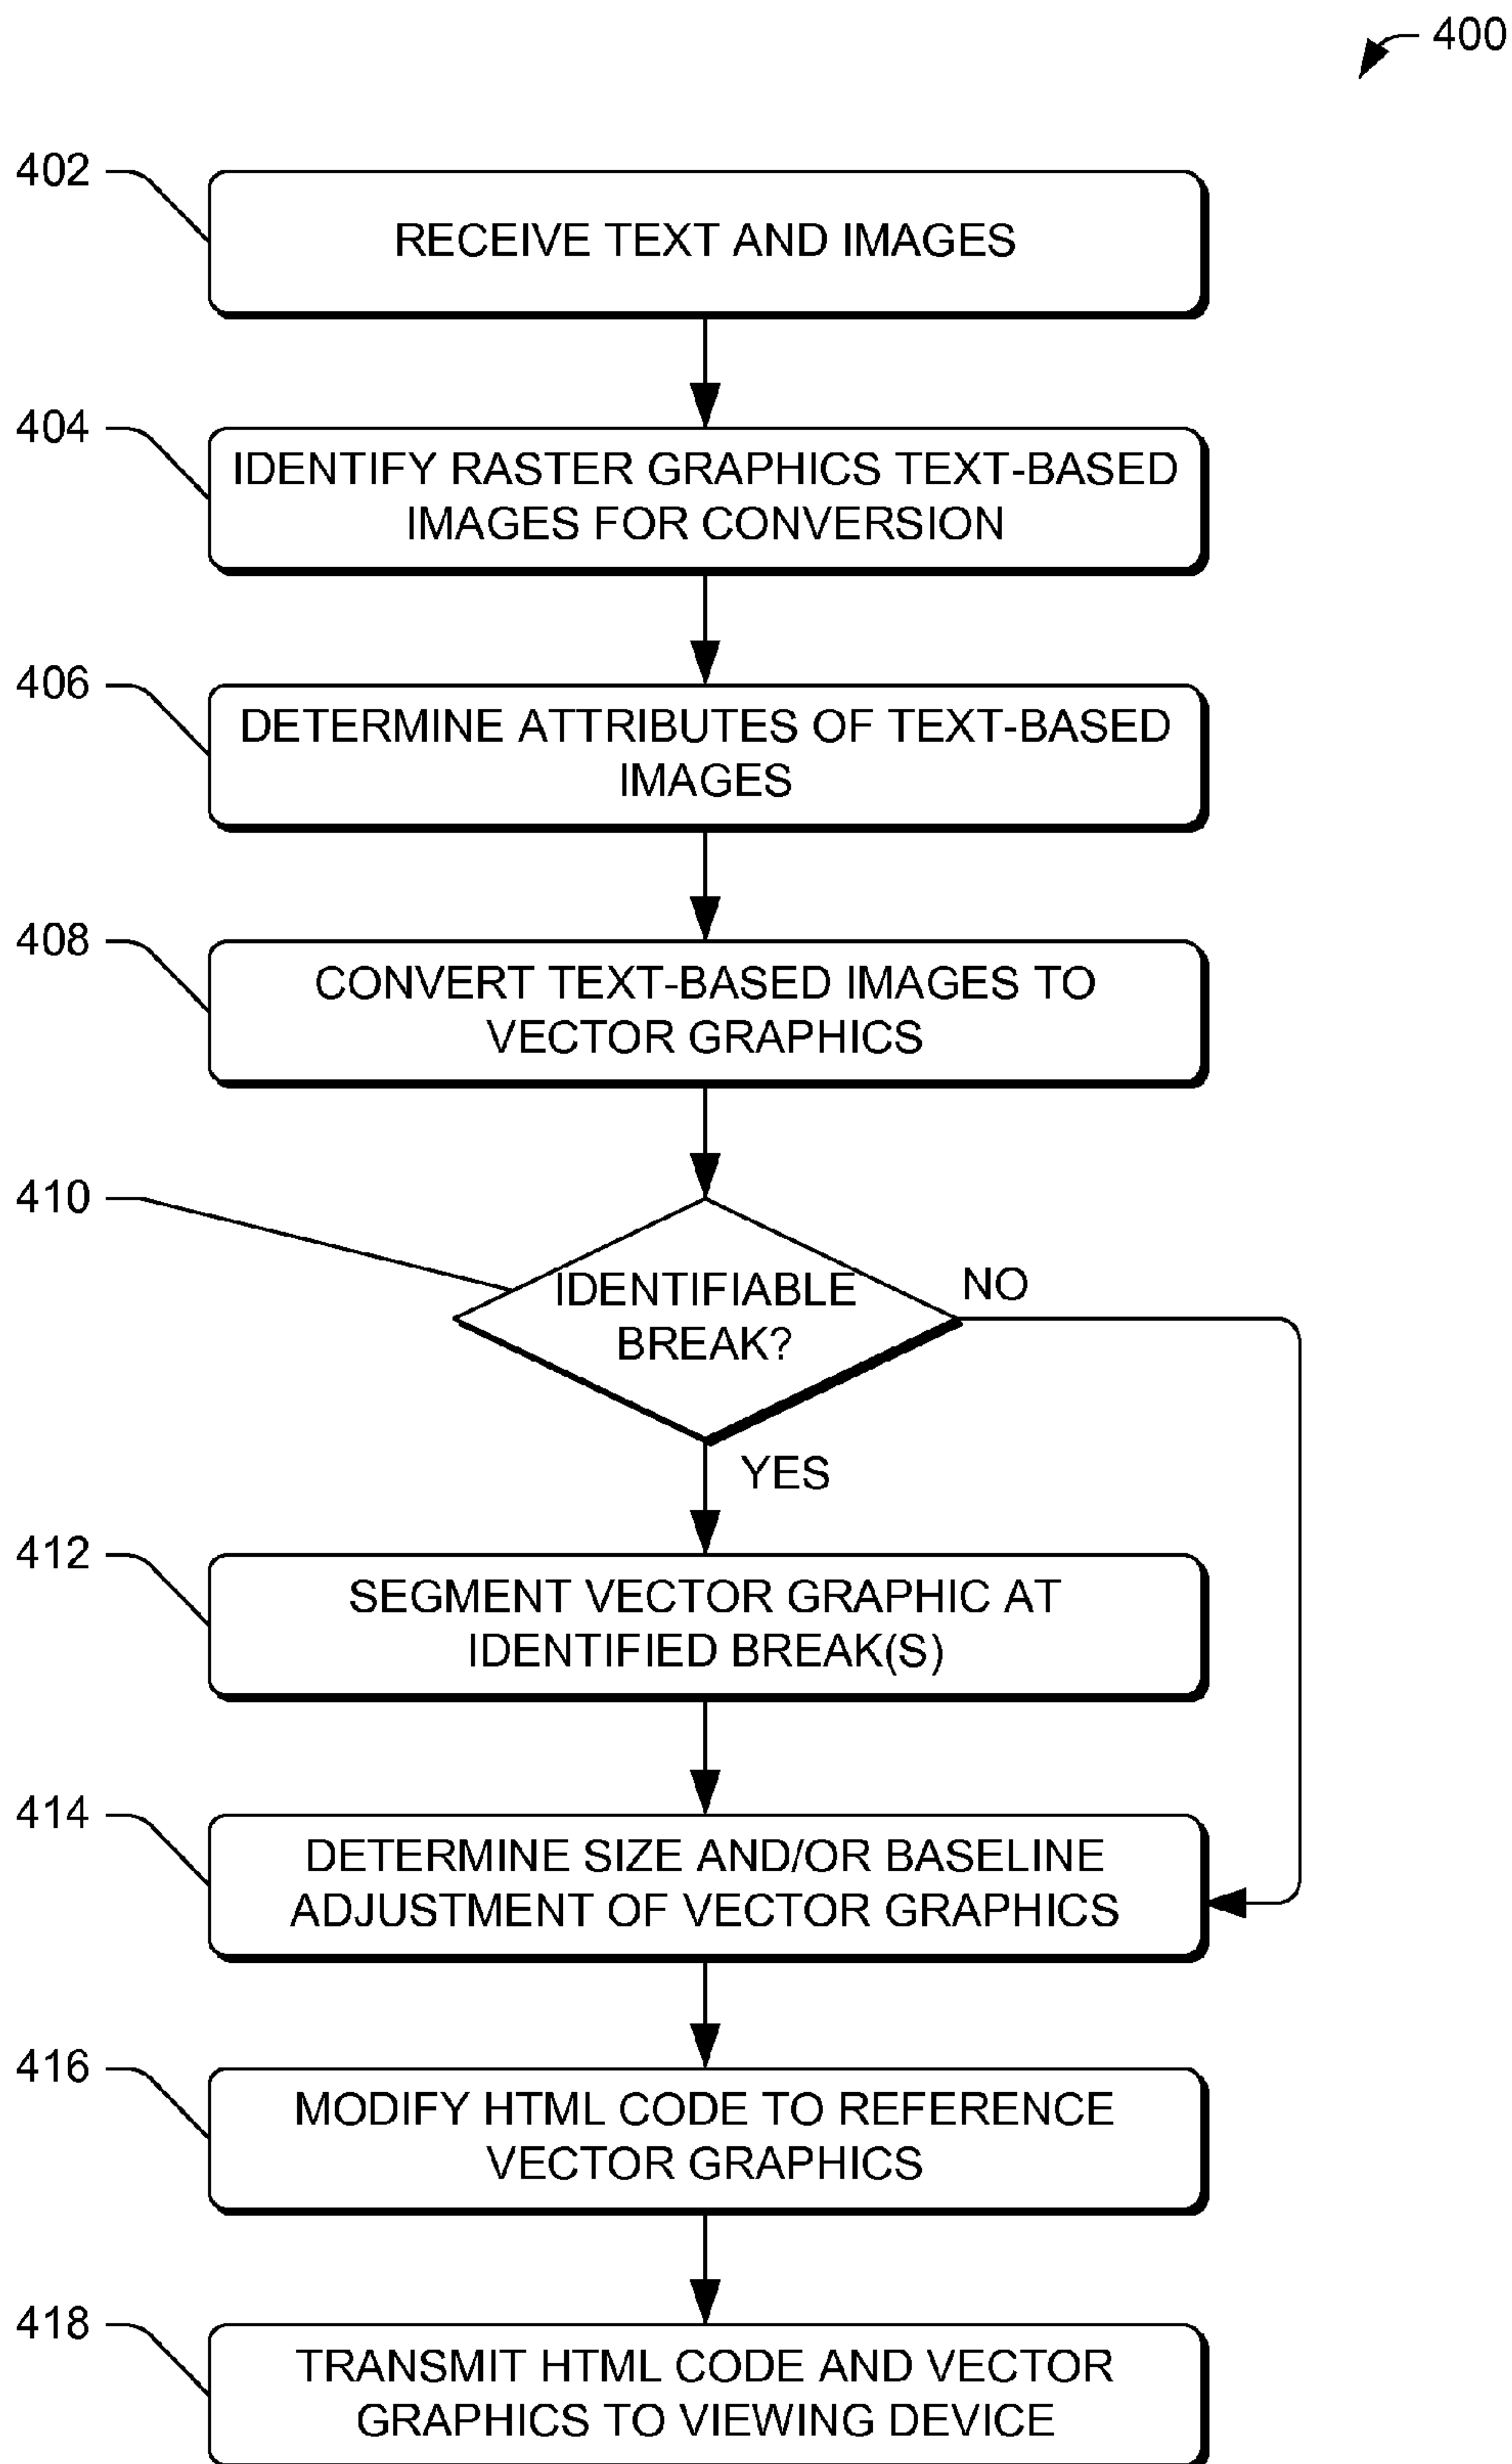 400
402
RECEIVE TEXT AND IMAGES
404
IDENTIFY RASTER GRAPHICS TEXT-BASED
IMAGES FOR CONVERSION
406
DETERMINE ATTRIBUTES OF TEXT-BASED
IMAGES
408
CONVERT TEXT-BASED IMAGES TO
VECTOR GRAPHICS
410
IDENTIFIABLE
BREAK?
NO
YES
412
SEGMENT VECTOR GRAPHIC AT
IDENTIFIED BREAK(S)
414
DETERMINE SIZE AND/OR BASELINE
ADJUSTMENT OF VECTOR GRAPHICS
416
MODIFY HTML CODE TO REFERENCE
VECTOR GRAPHICS
418
TRANSMIT HTML CODE AND VECTOR
GRAPHICS TO VIEWING DEVICE